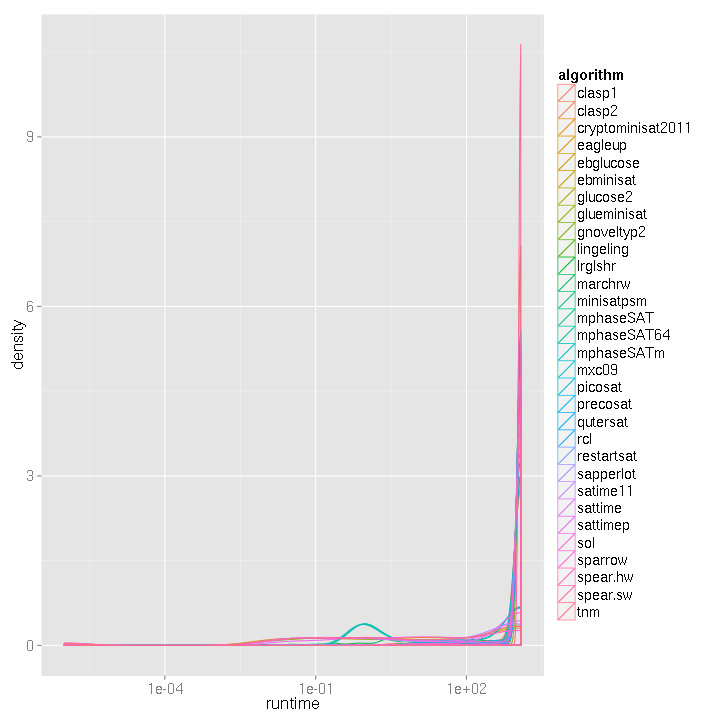 algorithm
clasp1
clasp2
cryptominisat2011
eagleup
ebglucose
ebminisat
glucose2
glueminisat
gnoveltyp2
lingeling
lrglshr
marchrw
minisatpsm
mphaseSAT
mphaseSAT64
mphaseSATm
mxc09
picosat
precosat
qutersat
rcl
restartsat
sapperlot
satime11
sattime
sattimep
sol
sparrow
spear.hw
spear.sw
tnm
9
6
3
0
density
1e-04 1e-01 1e+02
runtime